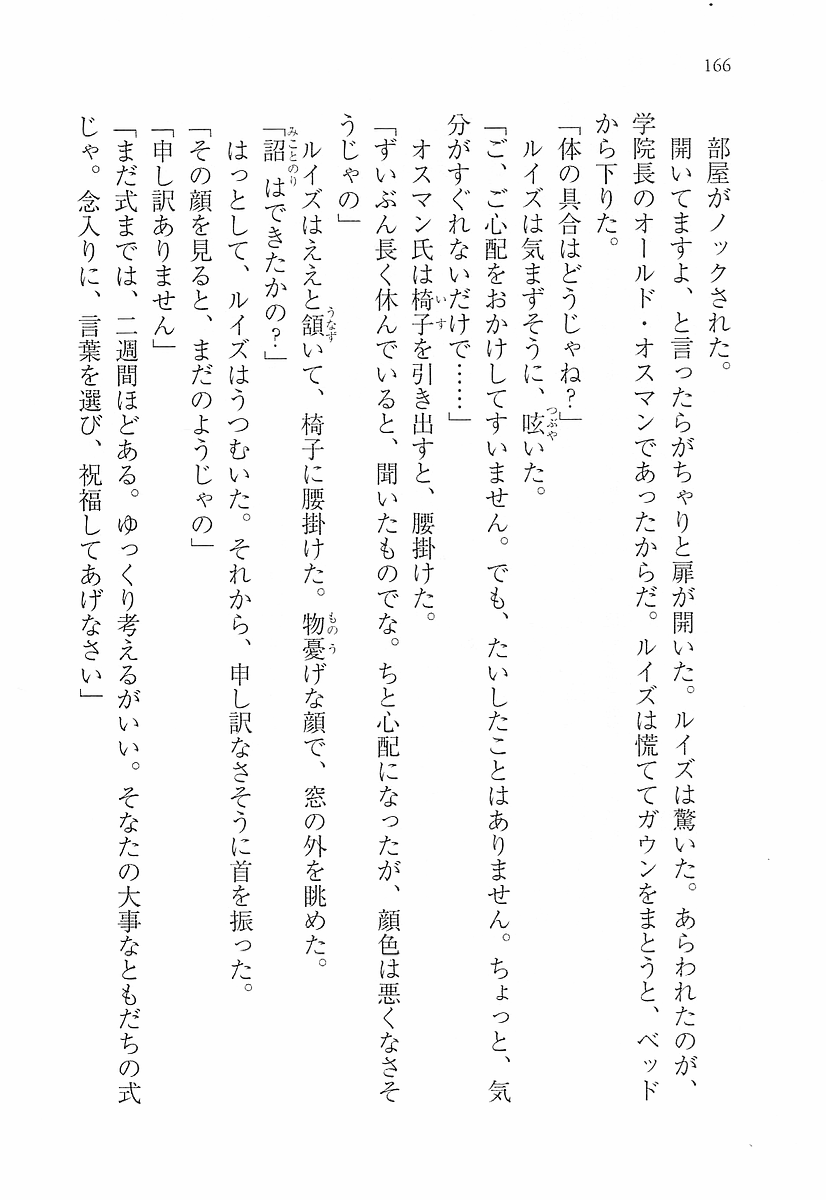 166
部屋がノックされた。
開いてますよ、と言ったらがちゃりと扉が開いた。ルイズは驚いた。あらわれたのが、
学院長のオールド・オスマンであったからだ。ルイズは慌ててガウンをまとうと、ベッド
から下りた。
「体の具合はどうじゃね？」
ルイズは気まずそうに、呟いた。
「ご、ご心配をおかけしてすいません。でも、たいしたことはありません。ちょっと、気
分がすぐれないだけで……」
オスマン氏は椅子を引き出すと、腰掛けた。
「ずいぶん長く休んでいると、聞いたものでな。ちと心配になったが、顔色は悪くなさそ
うじゃの」
ルイズはええと頷いて、椅子に腰掛けた。物憂げな顔で、窓の外を眺めた。
「詔はできたかの？」
はっとして、ルイズはうつむいた。それから、申し訳なさそうに首を振った。
「その顔を見ると、まだのようじゃの」
「申し訳ありません」
「まだ式までは、二週間ほどある。ゆっくり考えるがいい。そなたの大事なともだちの式
じゃ。念入りに、言葉を選び、祝福してあげなさい」